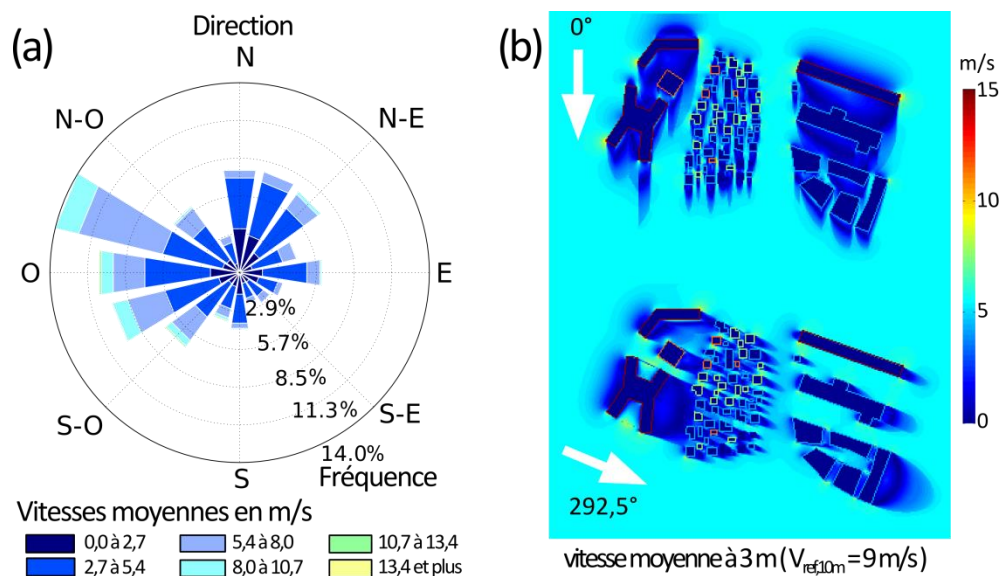 (a)
Direction
N
N-O
N-E
O
E
2.9%
5.7%
8.5%
11.3%
14.0%
S-O
S-E
S
Fréquence
Vitesses moyennes en m/s
0,0 à 2,7
5,4 à 8,0
10,7 à 13,4
2,7 à 5,4
8,0 à 10,7
13,4 et plus
(b)
0°
m/s
15
10
5
0
292,5°
vitesse moyenne à 3 m (Vref,10m = 9 m/s)